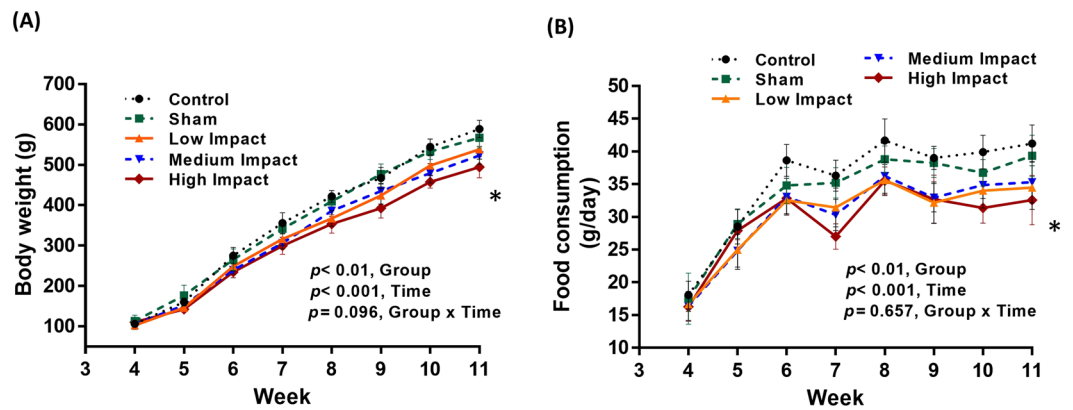 (A)
Body weight (g)
700
600
500
400
300
200
100
Control
Sham
Low Impact
Medium Impact
High Impact
*
p< 0.01, Group
p< 0.001, Time
p= 0.096, Group x Time
3 4 5 6 7 8 9 10 11
Week
(B)
Control
Sham
Low Impact
Medium Impact
High Impact
Food consumption
(g/day)
50
45
40
35
30
25
20
15
10
*
p< 0.01, Group
p< 0.001, Time
p= 0.657, Group x Time
3 4 5 6 7 8 9 10 11
Week